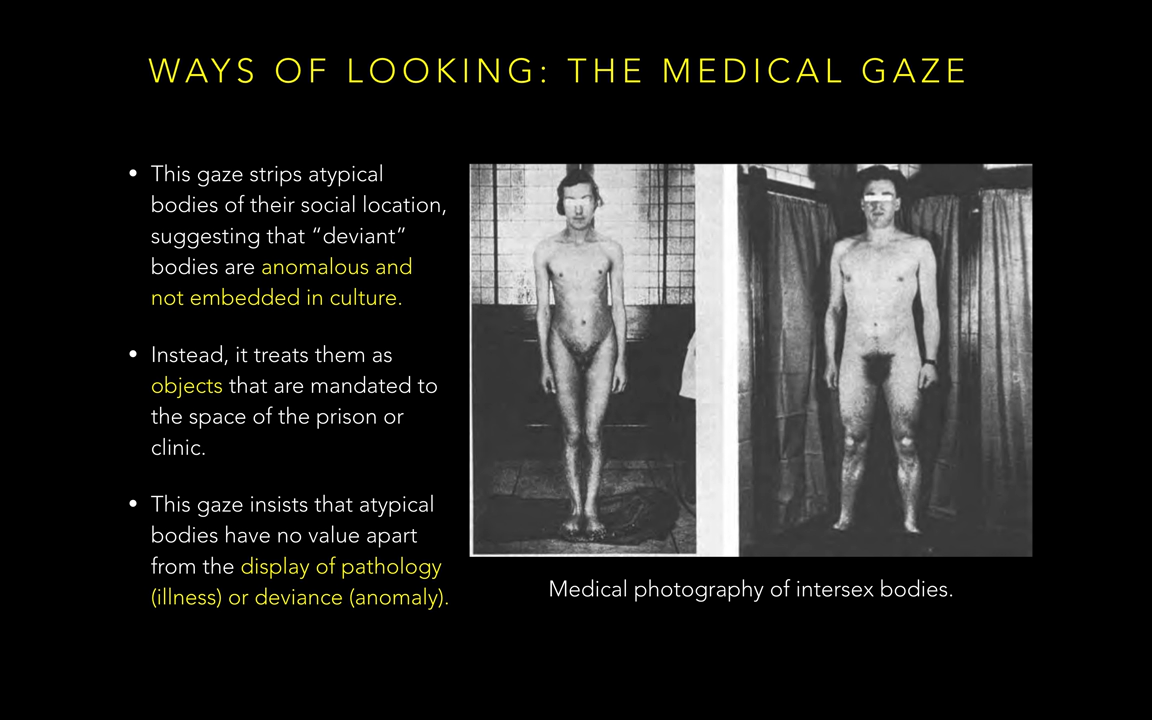 WAYS OF LOOKING: THE MEDICAL GAZE
• This gaze strips atypical
bodies of their social location,
suggesting that “deviant”
bodies are anomalous and
not embedded in culture.
• Instead, it treats them as
objects that are mandated to
the space of the prison or
clinic.
• This gaze insists that atypical
bodies have no value apart
from the display of pathology
(illness) or deviance (anomaly).
Medical photography of intersex bodies.